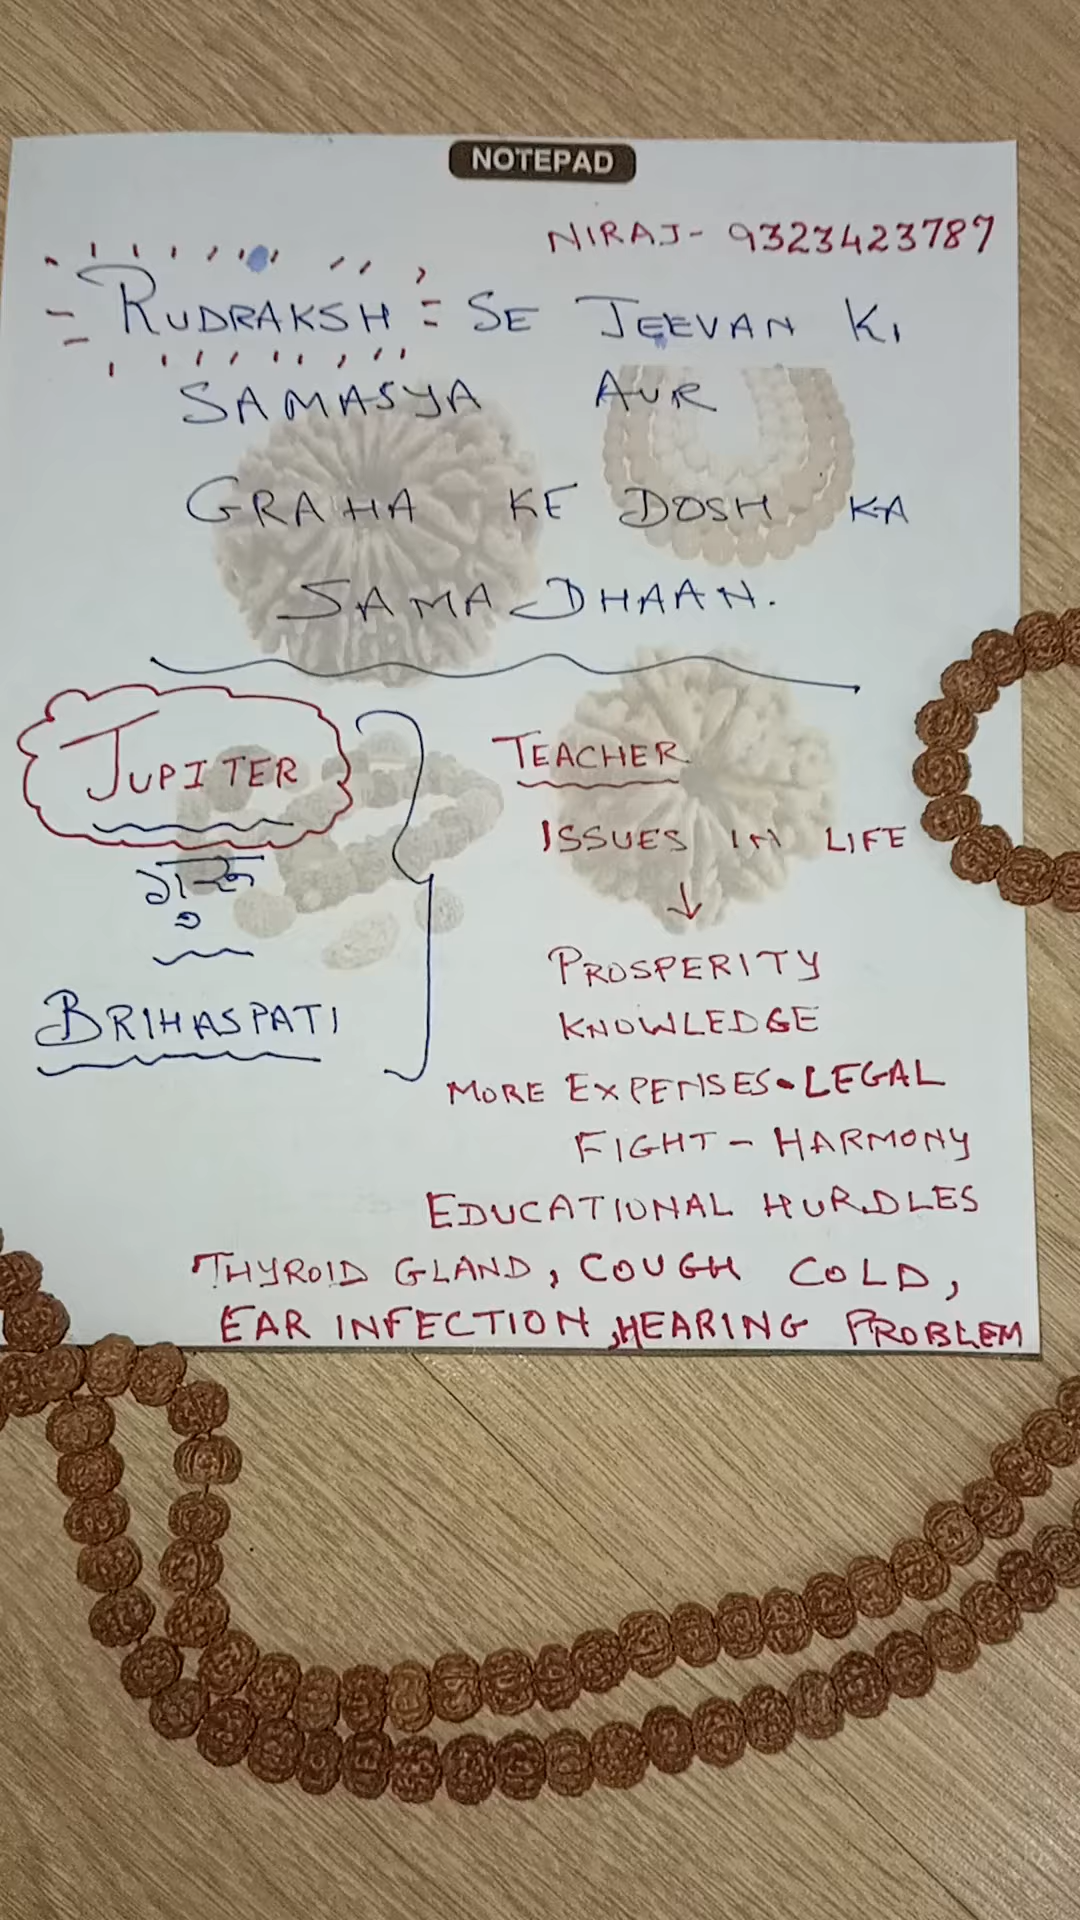 NOTEPAD
NIRAJ- 9323423787
RUDRAKSH SE JEEVAN KI
SAMASYA AUR
GRAHA KE DOSH KA
SAMADHAAN.
JUPITER
गुरु
BRIHASPATI
TEACHER
ISSUES IN LIFE
↓
PROSPERITY
KNOWLEDGE
MORE EXPENSES - LEGAL
FIGHT - HARMONY
EDUCATIONAL HURDLES
THYROID GLAND, COUGH COLD,
EAR INFECTION, HEARING PROBLEM